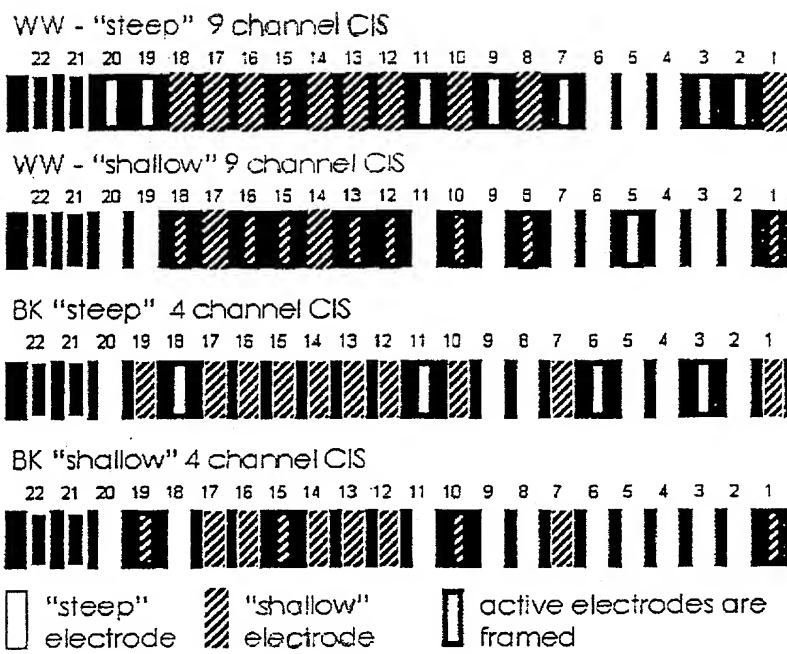 WW - "steep" 9 channel CIS
22 21 20 19 18 17 16 15 14 13 12 11 10 9 8 7 6 5 4 3 2 1
WW - "shallow" 9 channel CIS
22 21 20 19 18 17 16 15 14 13 12 11 10 9 8 7 6 5 4 3 2 1
BK "steep" 4 channel CIS
22 21 20 19 18 17 16 15 14 13 12 11 10 9 8 7 6 5 4 3 2 1
BK "shallow" 4 channel CIS
22 21 20 19 18 17 16 15 14 13 12 11 10 9 8 7 6 5 4 3 2 1
"steep" "shallow" active electrodes are
electrode electrode framed